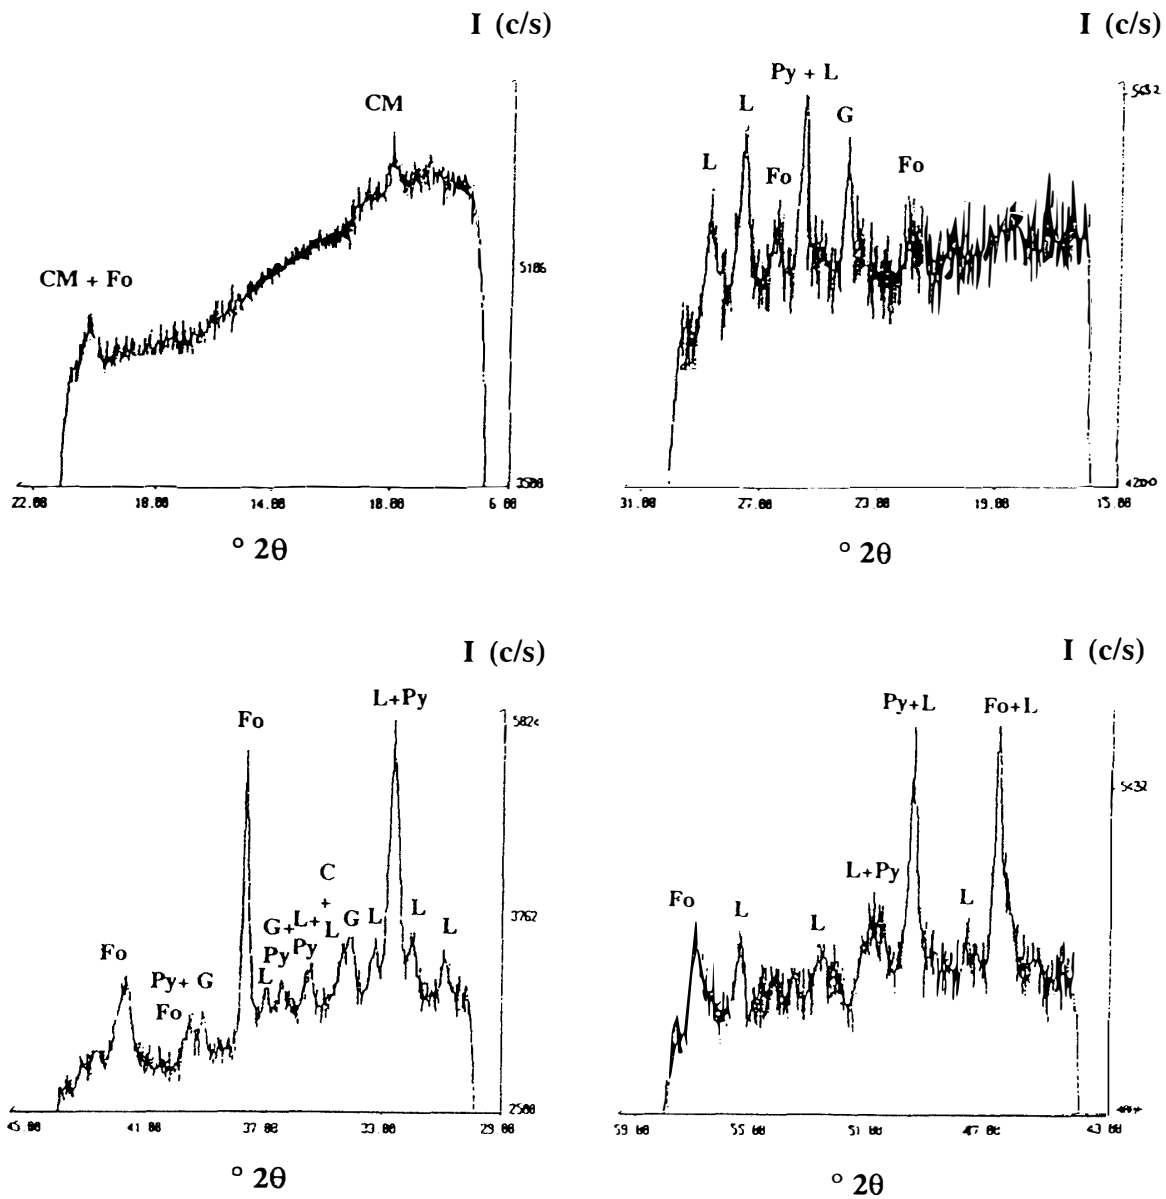 I (c/s)
CM
CM + Fo
5186
3500
22.00 18.00 14.00 10.00 6.00
° 2θ
I (c/s)
Py + L
L
G
L
Fo
Fo
5632
4200
31.00 27.00 23.00 19.00 15.00
° 2θ
I (c/s)
L+Py
Fo
C
+
G+ L+ L G L L L
Py Py
L
Fo
Py+ G
Fo
3762
2500
45.00 41.00 37.00 33.00 29.00
° 2θ
I (c/s)
Py+L Fo+L
L+Py
Fo
L
L
L
5432
59.00 55.00 51.00 47.00 43.00
° 2θ